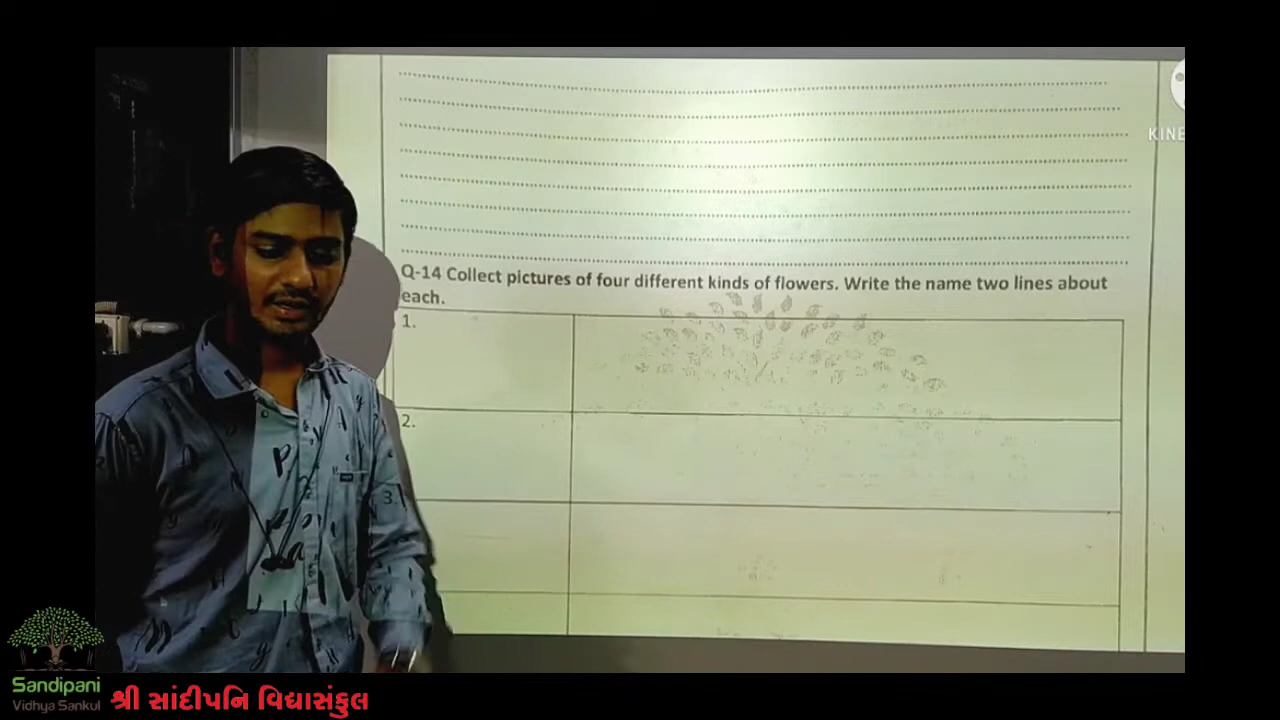 KINE
Q-14 Collect pictures of four different kinds of flowers. Write the name two lines about
each.
1.
2.
3.
Sandipani
Vidhya Sankul
શ્રી સાંદીપનિ વિદ્યાસંકુલ